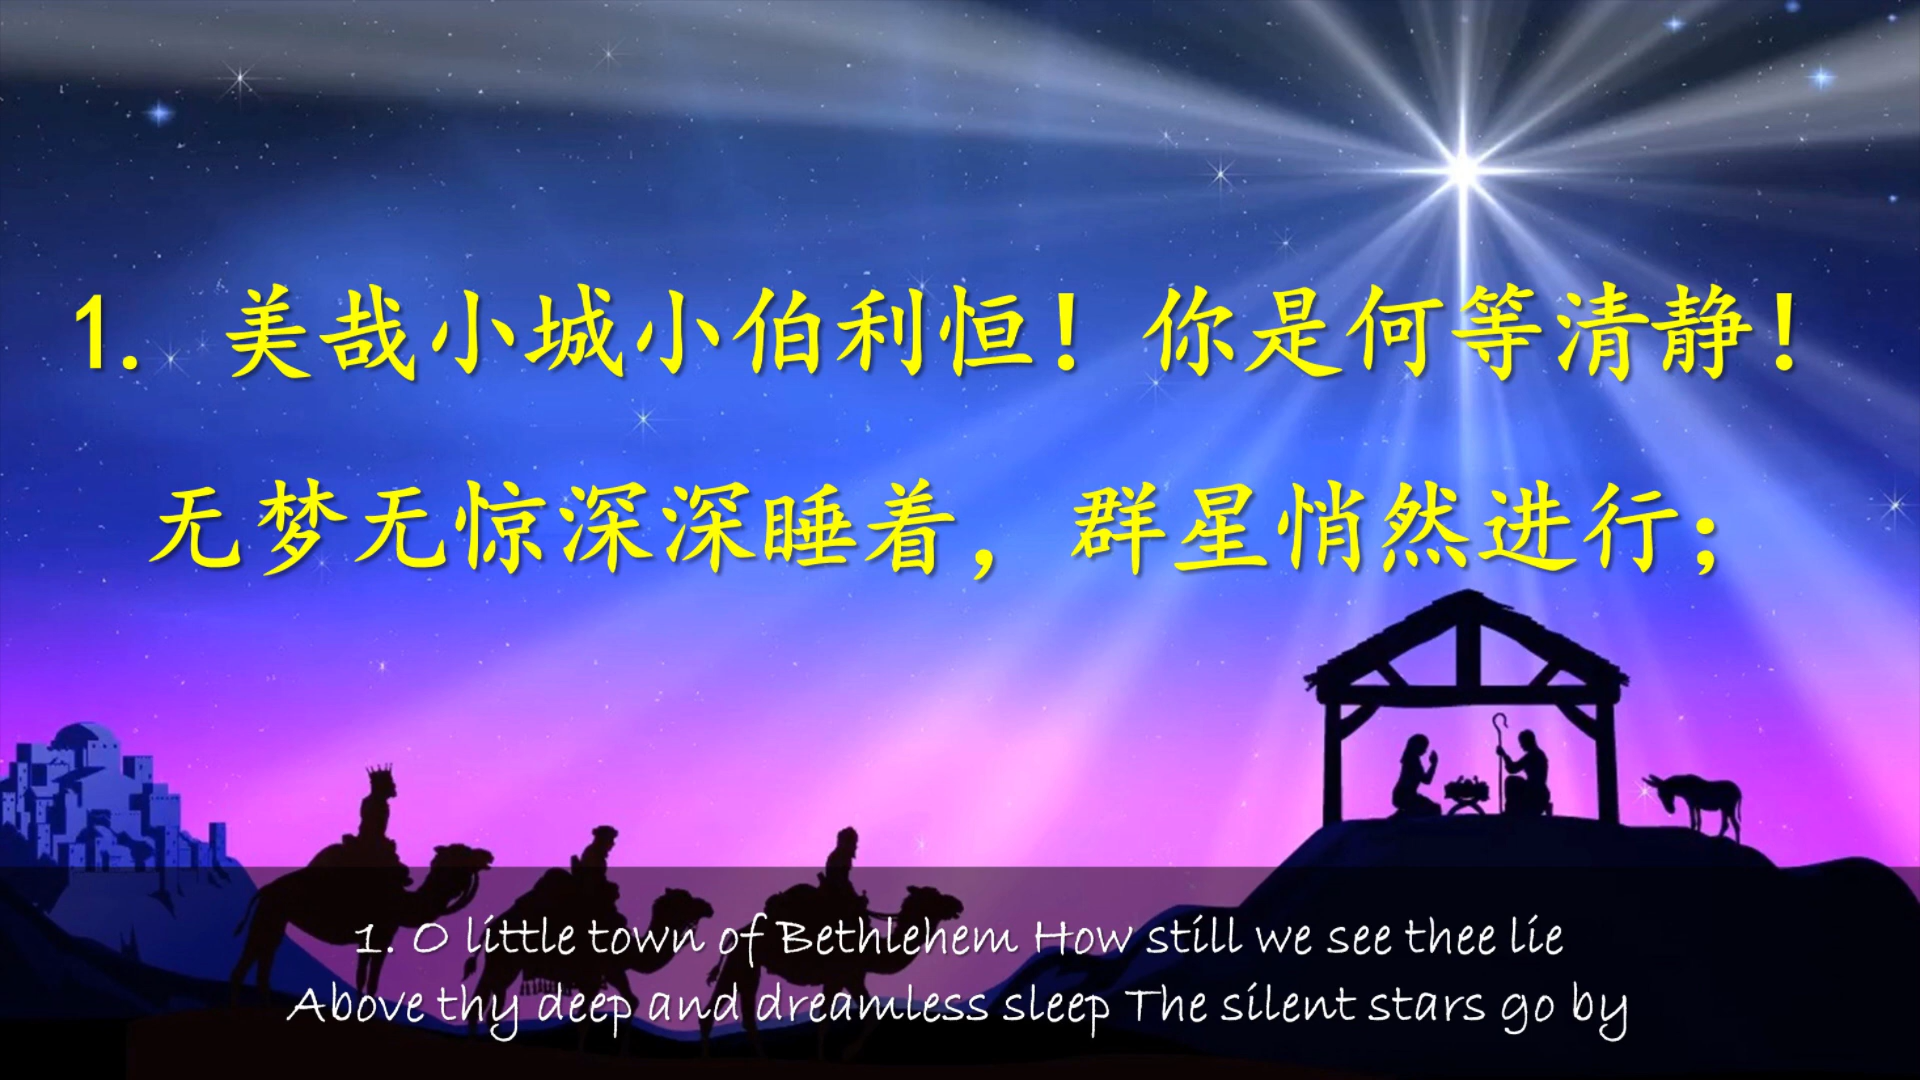 1. 美哉小城小伯利恒！你是何等清静！
无梦无惊深深睡着，群星悄然进行；
1. O little town of Bethlehem How still we see thee lie
Above thy deep and dreamless sleep The silent stars go by